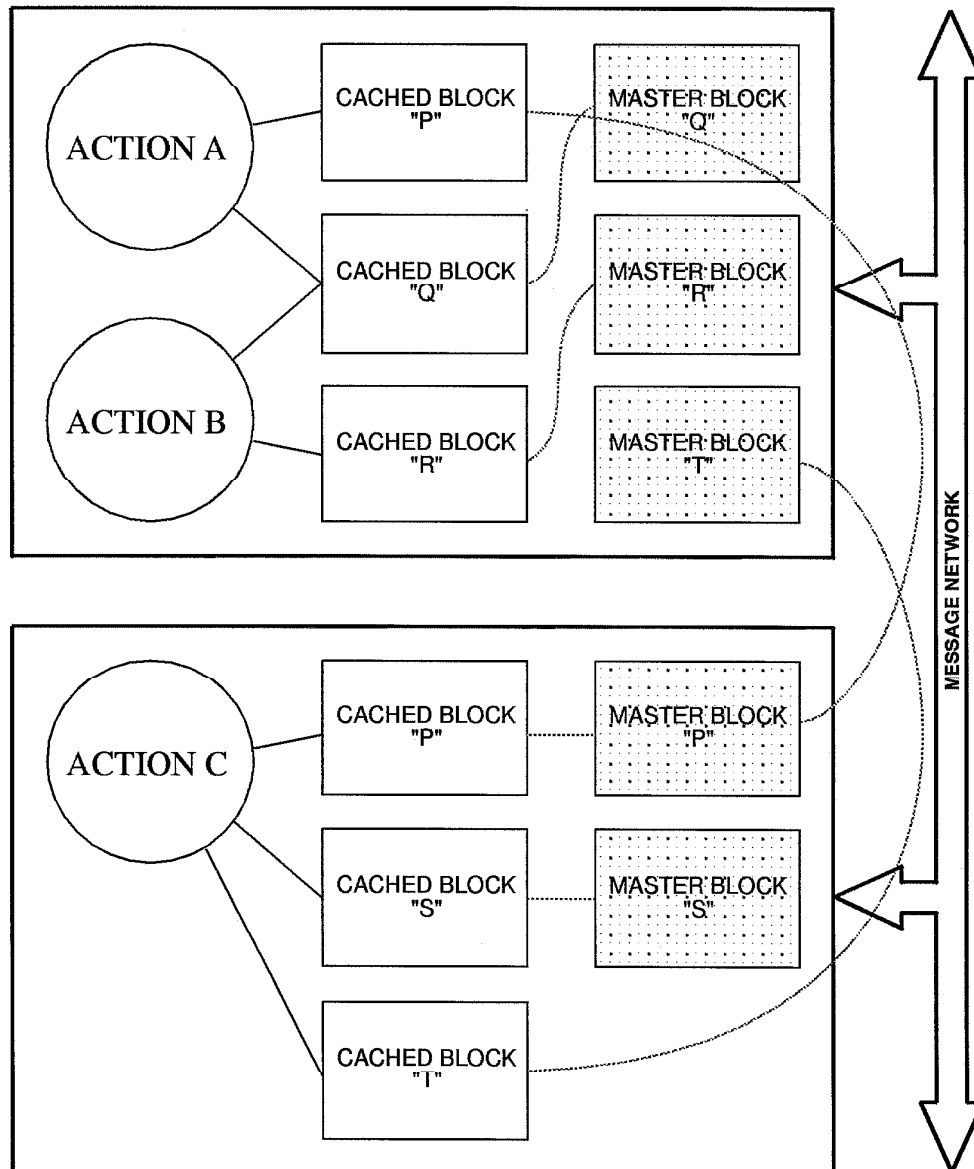 ACTION A
CACHED BLOCK
"P"
MASTER BLOCK
"Q"
CACHED BLOCK
"Q"
MASTER BLOCK
"R"
ACTION B
CACHED BLOCK
"R"
MASTER BLOCK
"T"
MESSAGE NETWORK
ACTION C
CACHED BLOCK
"P"
MASTER BLOCK
"P"
CACHED BLOCK
"S"
MASTER BLOCK
"S"
CACHED BLOCK
"T"